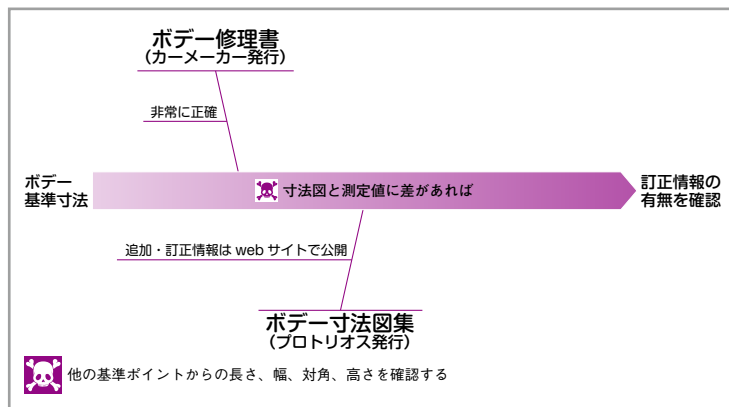 ボデー修理書
（カーメーカー発行）
非常に正確
ボデー
基準寸法
寸法図と測定値に差があれば
訂正情報の
有無を確認
追加・訂正情報は web サイトで公開
ボデー寸法図集
（プロトリオス発行）
他の基準ポイントからの長さ、幅、対角、高さを確認する